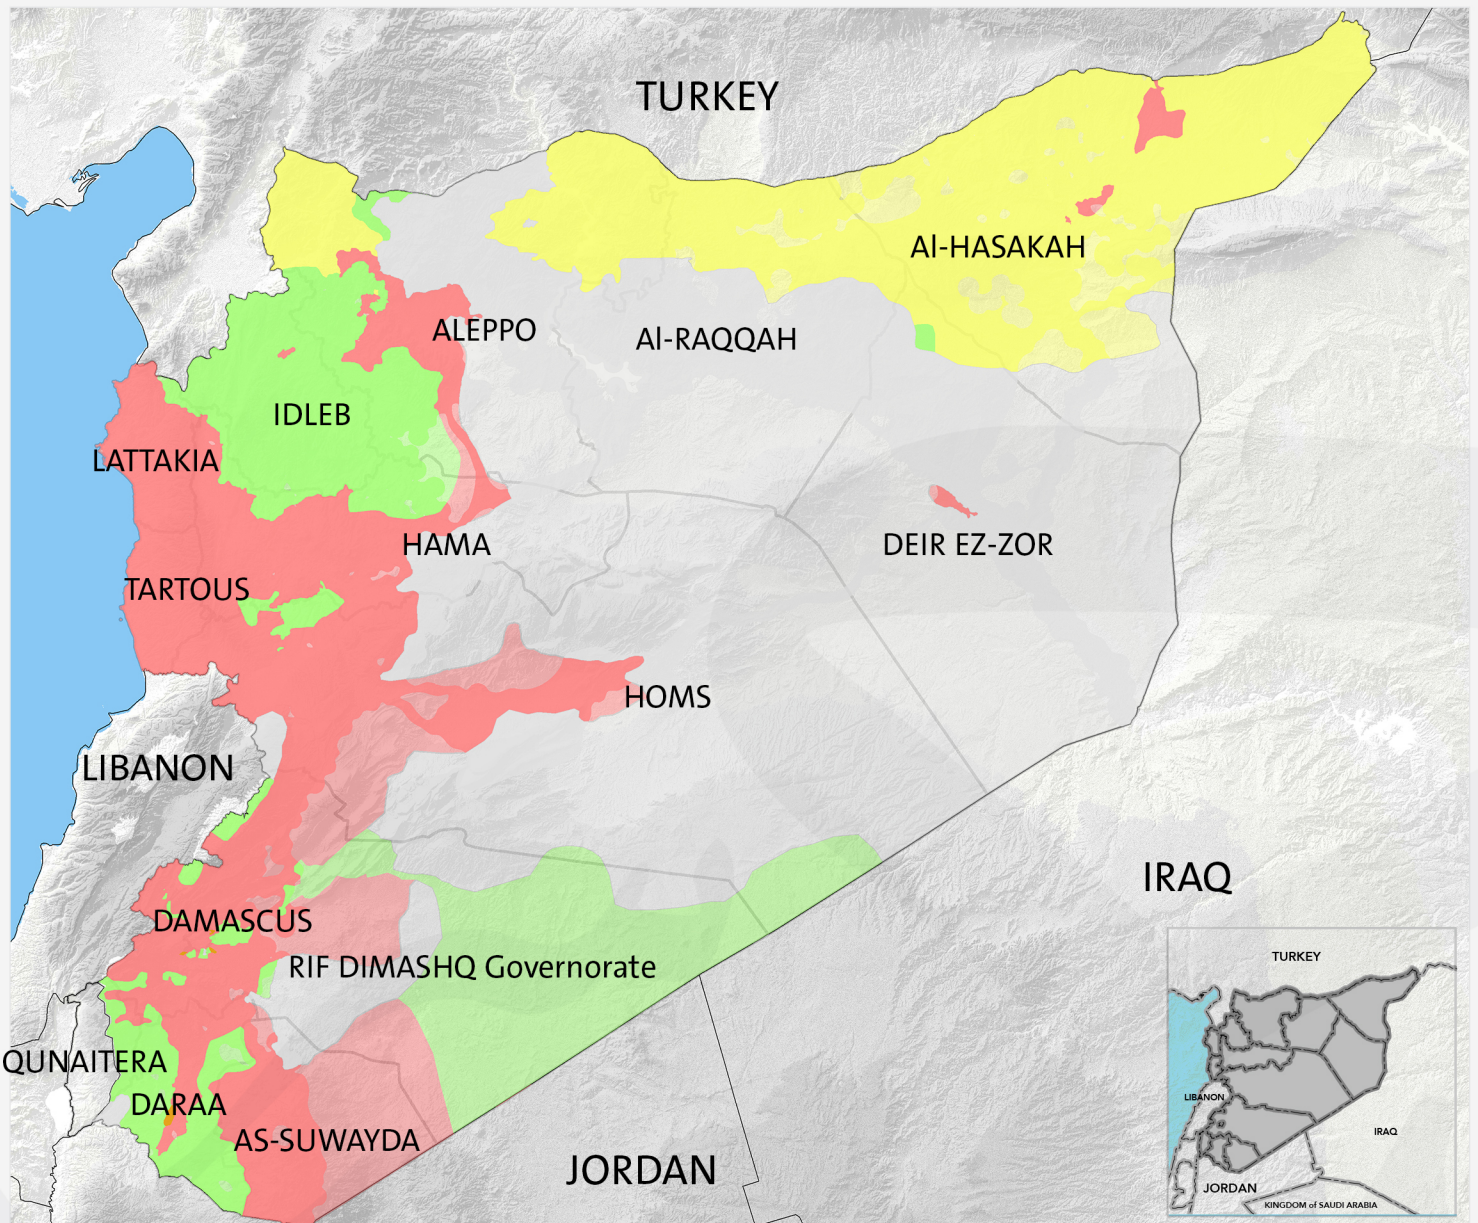 TURKEY
Al-HASAKAH
ALEPPO
Al-RAQQAH
IDLEB
LATTAKIA
HAMA
DEIR EZ-ZOR
TARTOUS
HOMS
LIBANON
IRAQ
DAMASCUS
RIF DIMASHQ Governorate
QUNAITERA
DARAA
AS-SUWAYDA
JORDAN
TURKEY
LIBANON
IRAQ
JORDAN
KINGDOM of SAUDI ARABIA